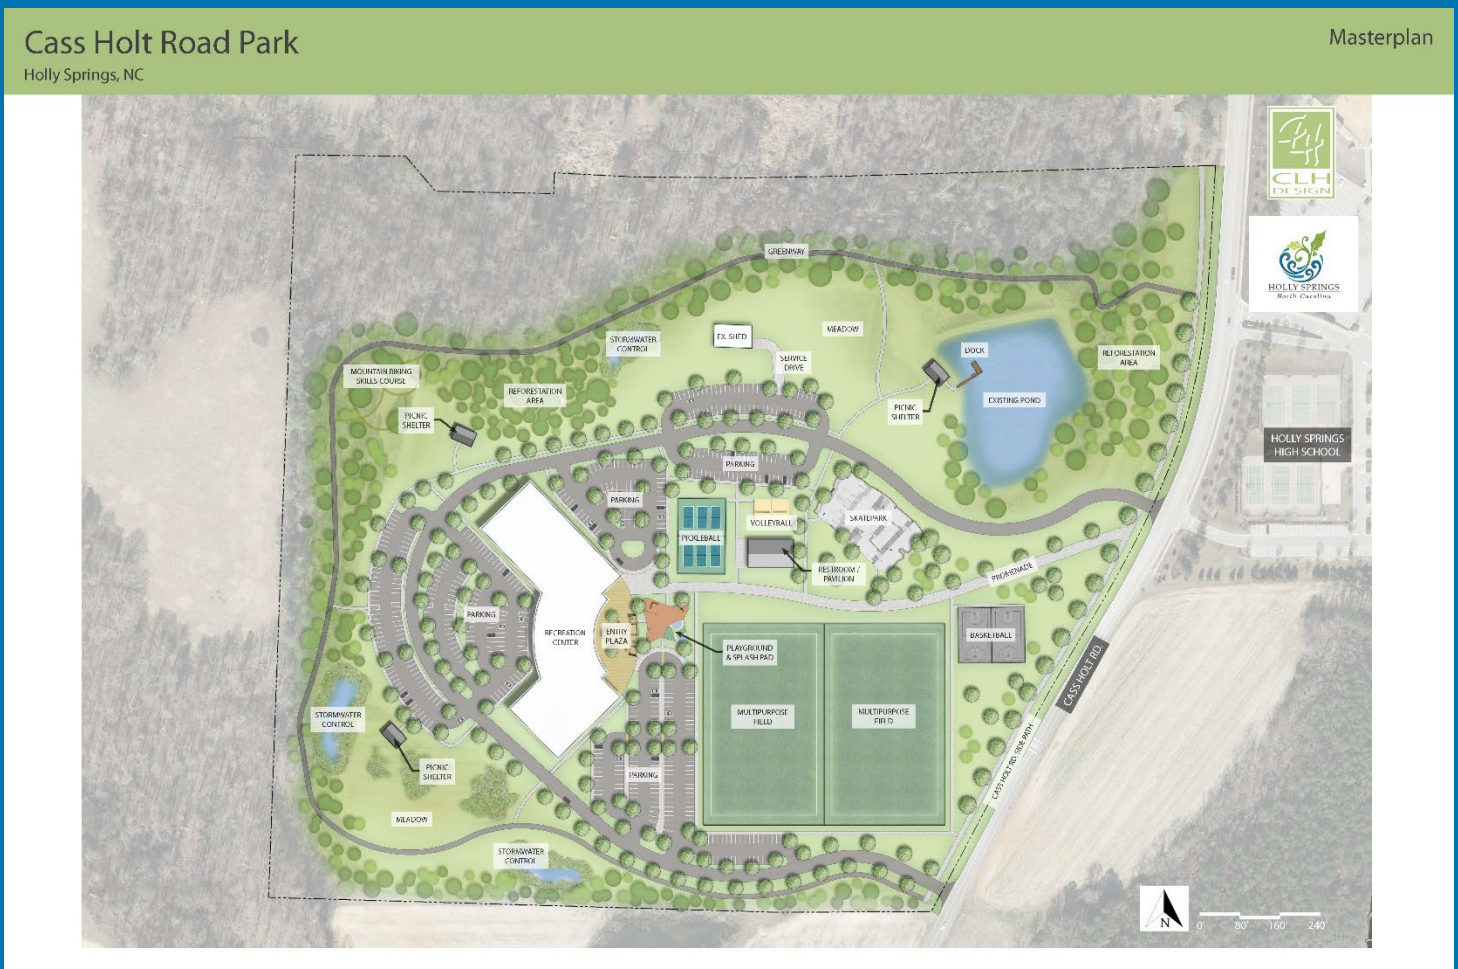 Cass Holt Road Park
Holly Springs, NC
Masterplan
CLH
DESIGN
HOLLY SPRINGS
North Carolina
GREENWAY
STORMWATER
CONTROL
EX. SHED
MEADOW
SERVICE
DRIVE
DOCK
REFORESTATION
AREA
MOUNTAIN BIKING
SKILLS COURSE
REFORESTATION
AREA
EXISTING POND
PICNIC
SHELTER
PICNIC
SHELTER
HOLLY SPRINGS
HIGH SCHOOL
PARKING
PARKING
VOLLEYBALL
SKATEPARK
PICKLEBALL
RESTROOM /
PAVILION
PROMENADE
PARKING
RECREATION
CENTER
ENTRY
PLAZA
PLAYGROUND
& SPLASH PAD
BASKETBALL
CASS HOLT RD.
MULTIPURPOSE
FIELD
MULTIPURPOSE
FIELD
STORMWATER
CONTROL
PICNIC
SHELTER
PARKING
CASS HOLT RD. SIDE PATH
MEADOW
STORMWATER
CONTROL
N
0' 80' 160' 240'